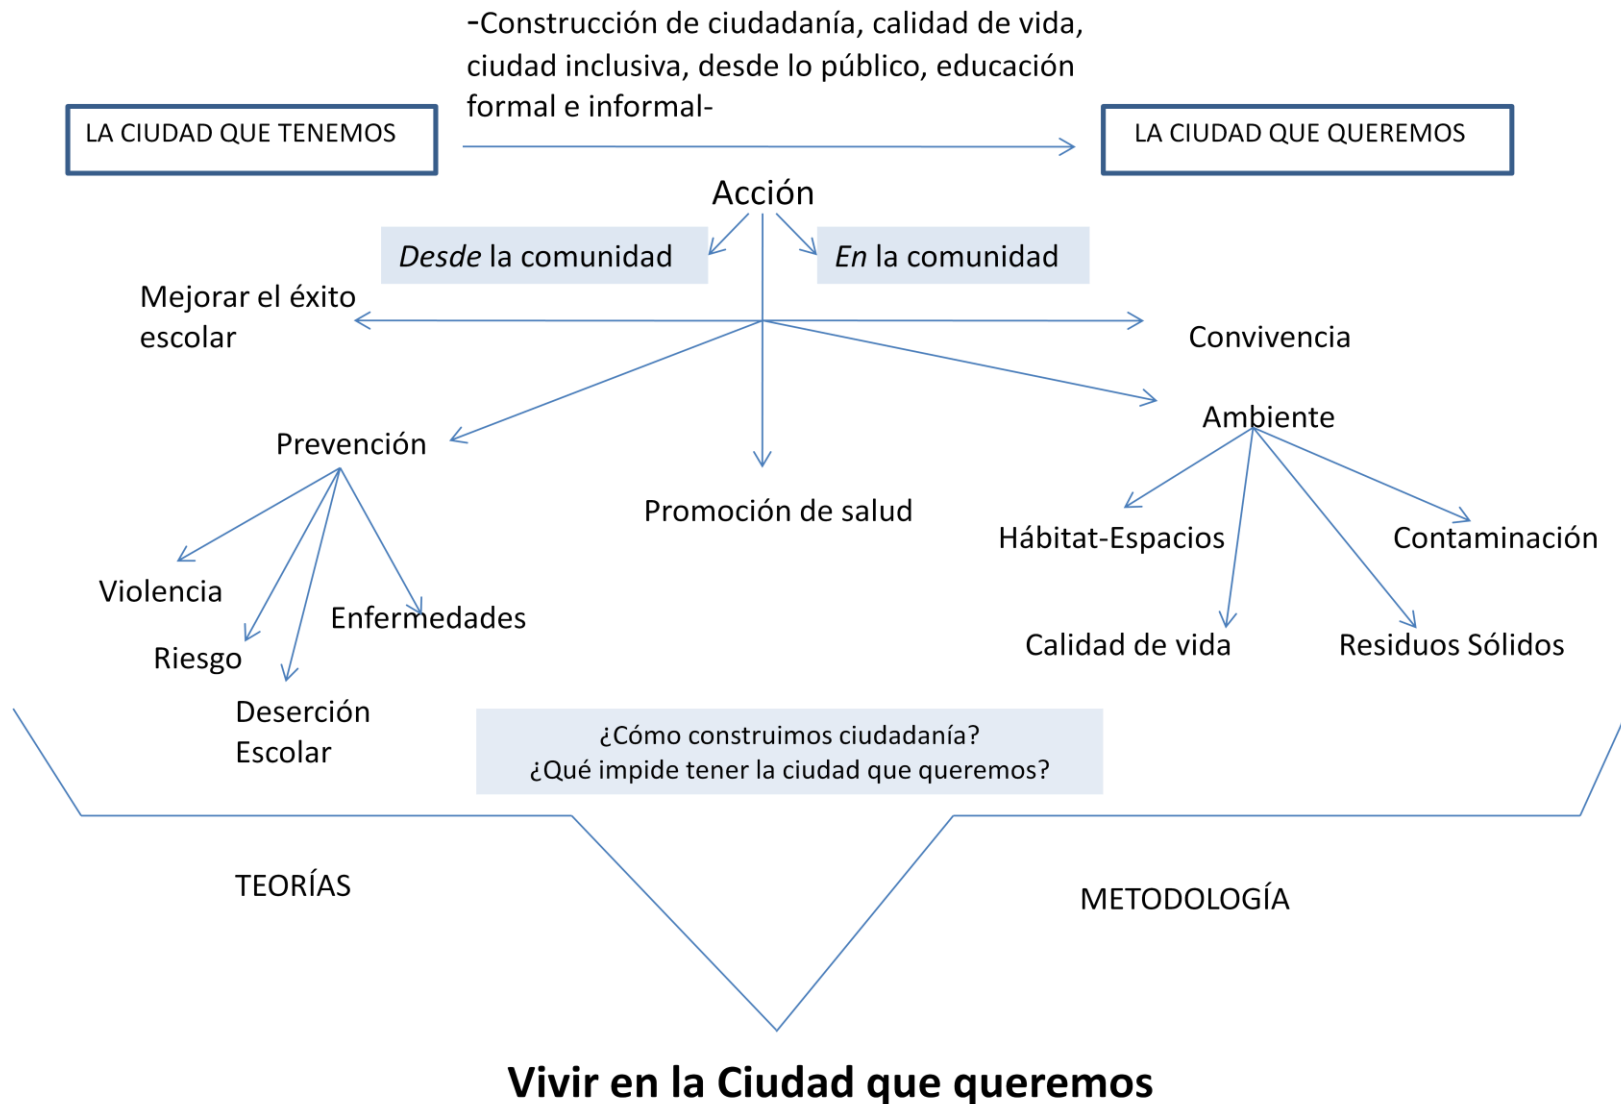 -Construcción de ciudadanía, calidad de vida,
ciudad inclusiva, desde lo público, educación
formal e informal-
LA CIUDAD QUE TENEMOS
LA CIUDAD QUE QUEREMOS
Acción
Desde la comunidad
En la comunidad
Mejorar el éxito
escolar
Convivencia
Ambiente
Prevención
Promoción de salud
Hábitat-Espacios
Contaminación
Violencia
Enfermedades
Riesgo
Calidad de vida
Residuos Sólidos
Deserción
Escolar
¿Cómo construimos ciudadanía?
¿Qué impide tener la ciudad que queremos?
TEORÍAS
METODOLOGÍA
Vivir en la Ciudad que queremos